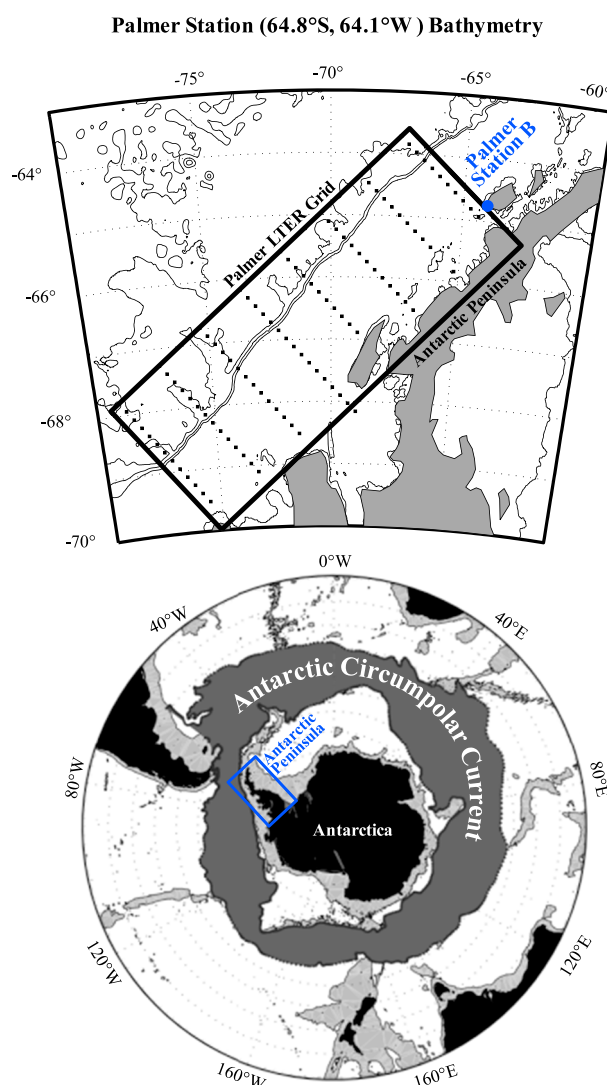 Palmer Station (64.8°S, 64.1°W ) Bathymetry
-75°
-70°
-65°
-60°
-64°
-66°
-68°
-70°
Palmer
Station B
Palmer LTER Grid
Antarctic Peninsula
0°W
40°W
40°E
80°W
80°E
120°W
120°E
160°W
160°E
Antarctic Circumpolar Current
Antarctic
Peninsula
Antarctica